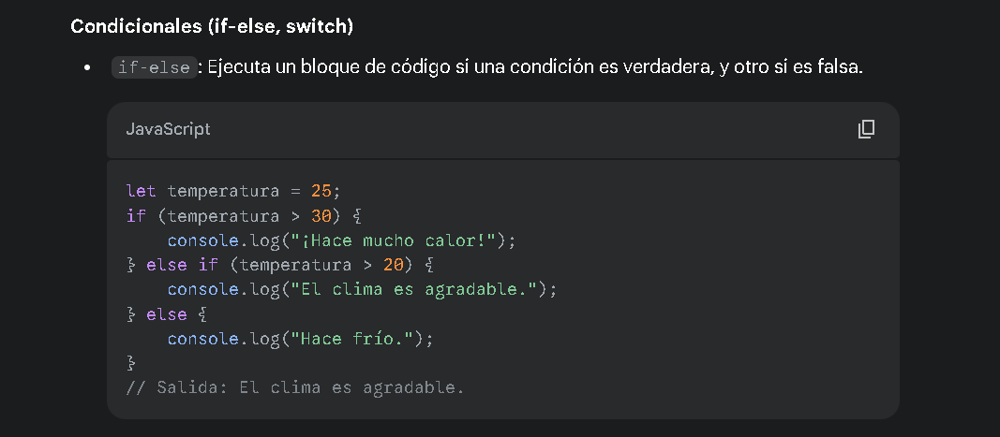 Condicionales (if-else, switch)
• if-else: Ejecuta un bloque de código si una condición es verdadera, y otro si es falsa.
JavaScript
let temperatura = 25;
if (temperatura > 30) {
    console.log("¡Hace mucho calor!");
} else if (temperatura > 20) {
    console.log("El clima es agradable.");
} else {
    console.log("Hace frío.");
}
// Salida: El clima es agradable.